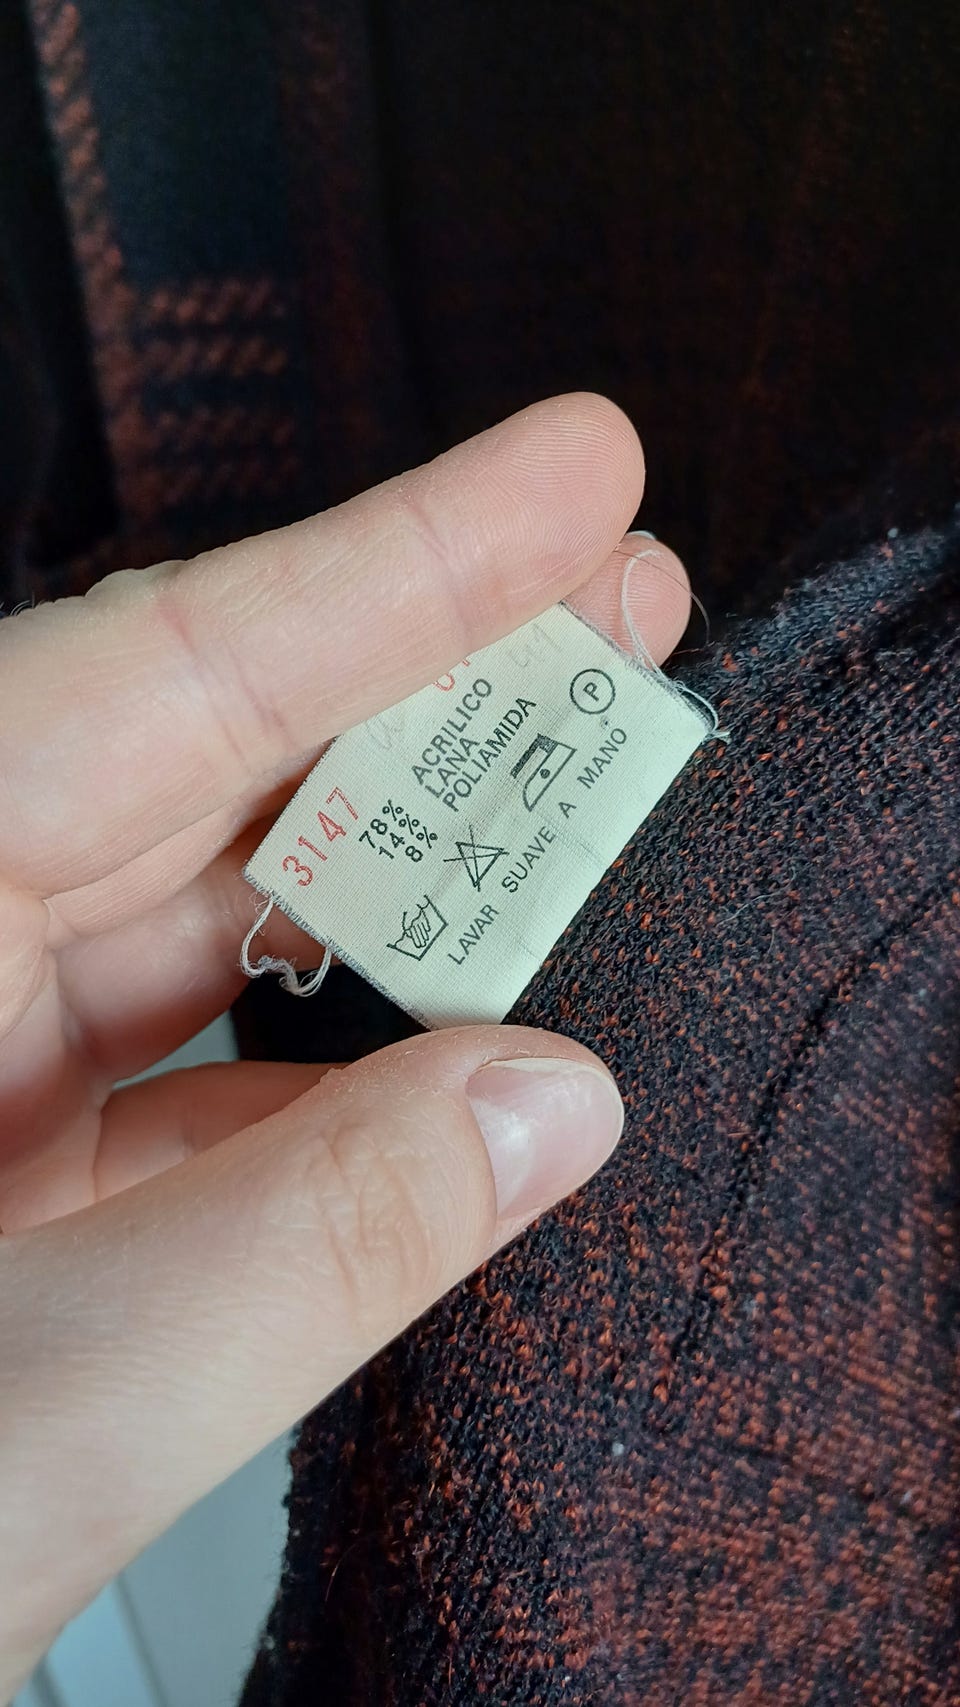 3147
78% ACRILICO
14% LANA
8% POLIAMIDA
P
LAVAR SUAVE A MANO